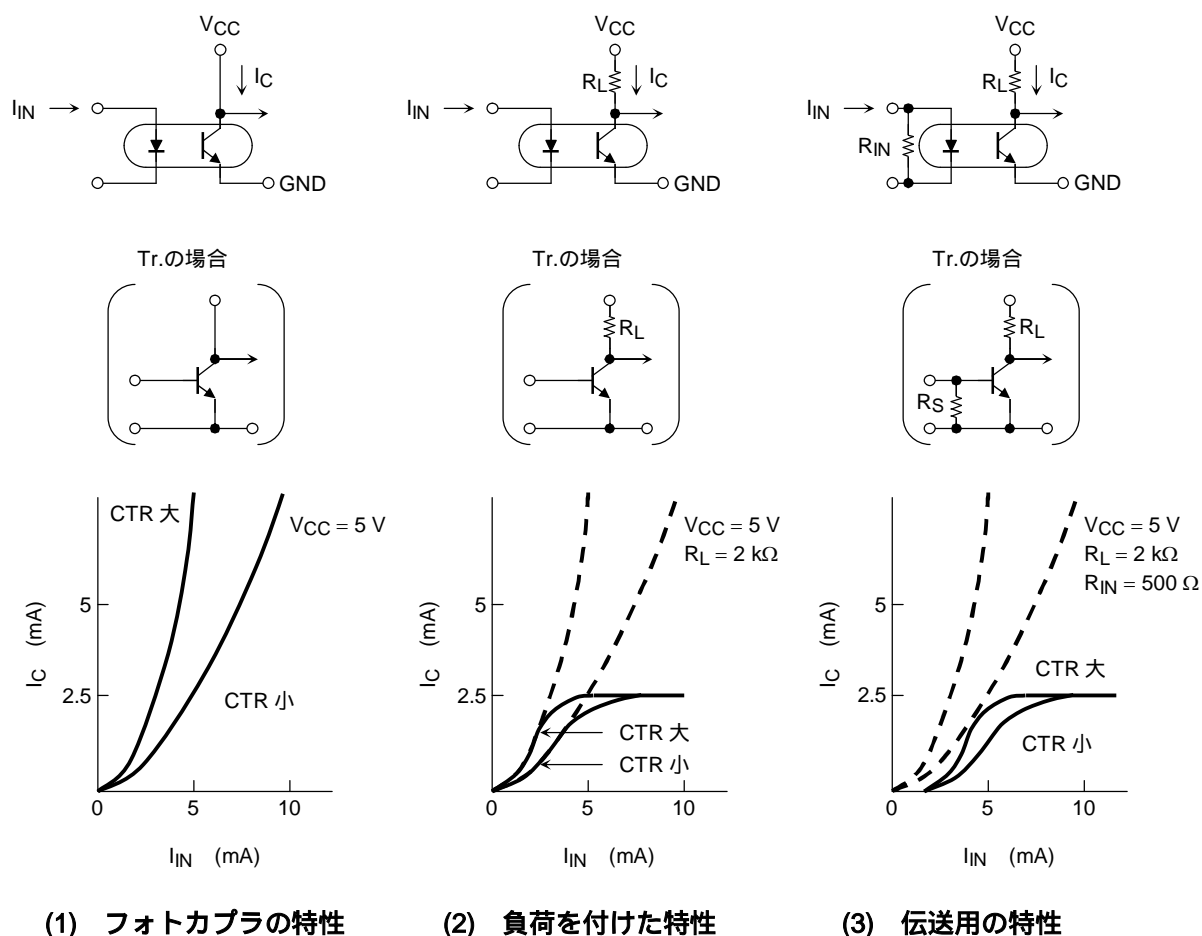 VCC
IC
IIN
GND
Tr.の場合
CTR 大
VCC = 5 V
5
IC (mA)
2.5
CTR 小
0
5
10
IIN (mA)
(1) フォトカプラの特性
VCC
RL
IC
IIN
GND
Tr.の場合
RL
VCC = 5 V
RL = 2 kΩ
5
IC (mA)
2.5
CTR 大
CTR 小
0
5
10
IIN (mA)
(2) 負荷を付けた特性
VCC
RL
IC
IIN
RIN
GND
Tr.の場合
RL
RS
VCC = 5 V
RL = 2 kΩ
RIN = 500 Ω
5
IC (mA)
CTR 大
2.5
CTR 小
0
5
10
IIN (mA)
(3) 伝送用の特性